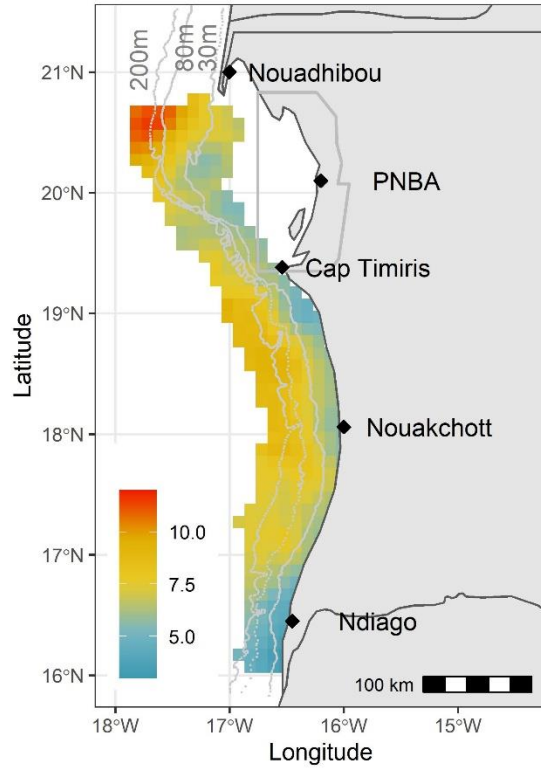 200m
80m
30m
21°N
Nouadhibou
20°N
PNBA
Cap Timiris
19°N
Latitude
18°N
Nouakchott
10.0
7.5
17°N
5.0
Ndiago
16°N
100 km
18°W
17°W
16°W
15°W
Longitude